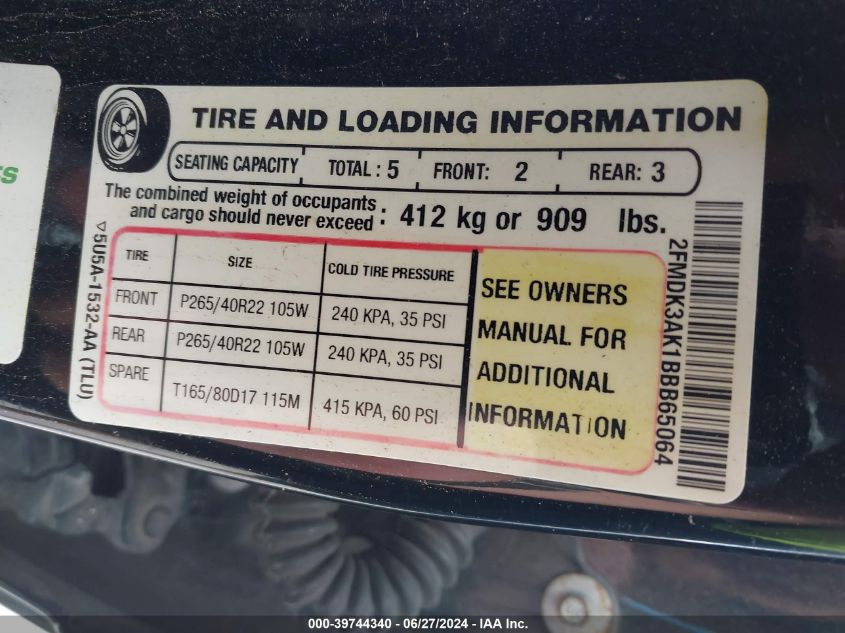 TIRE AND LOADING INFORMATION
SEATING CAPACITY TOTAL: 5 FRONT: 2 REAR: 3
The combined weight of occupants
and cargo should never exceed : 412 kg or 909 lbs.
TIRE SIZE COLD TIRE PRESSURE
FRONT P265/40R22 105W 240 KPA, 35 PSI
REAR P265/40R22 105W 240 KPA, 35 PSI
SPARE T165/80D17 115M 415 KPA, 60 PSI
SEE OWNERS
MANUAL FOR
ADDITIONAL
INFORMATION
▽5U5A-1532-AA (TLU)
2FMDK3AK1BBB65064
000-39744340 - 06/27/2024 - IAA Inc.